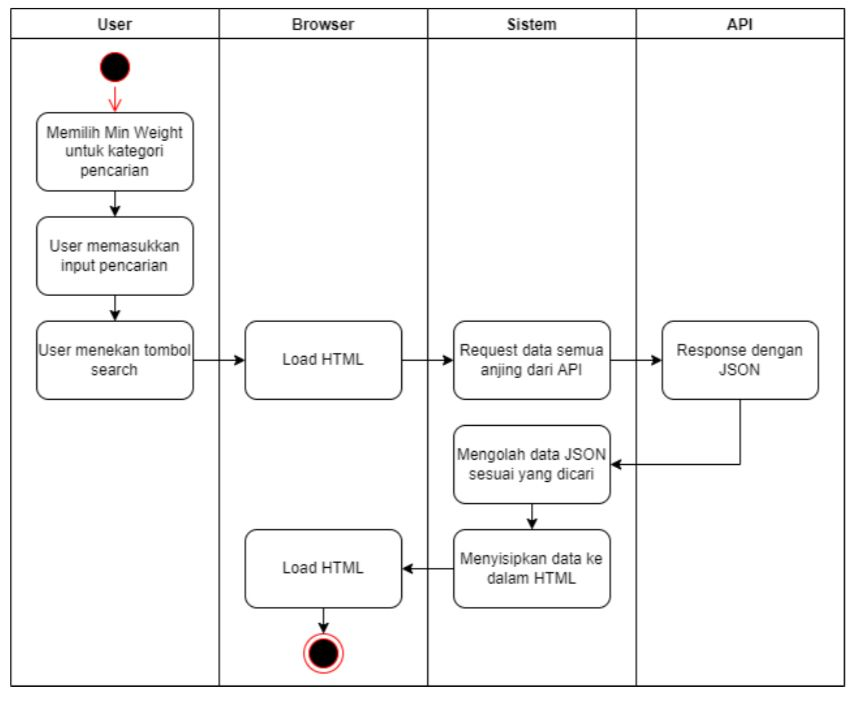 User
Browser
Sistem
API
Memilih Min Weight
untuk kategori
pencarian
User memasukkan
input pencarian
User menekan tombol
search
Load HTML
Request data semua
anjing dari API
Response dengan
JSON
Mengolah data JSON
sesuai yang dicari
Menyisipkan data ke
dalam HTML
Load HTML